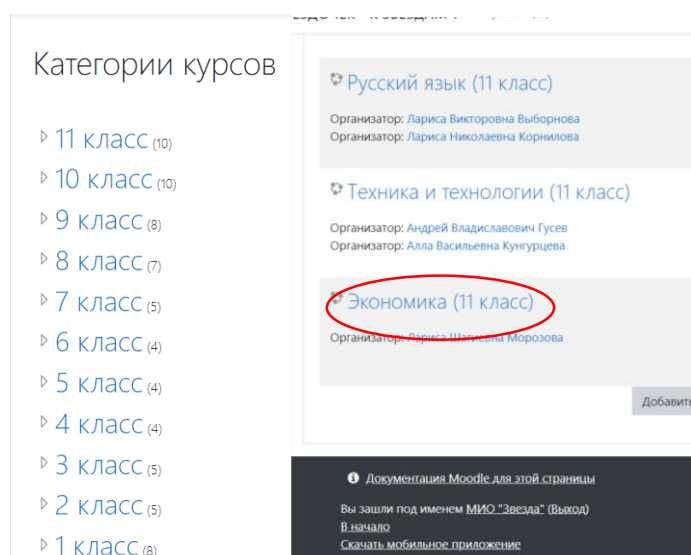 Категории курсов
11 класс (10)
10 класс (10)
9 класс (8)
8 класс (7)
7 класс (5)
6 класс (4)
5 класс (4)
4 класс (4)
3 класс (5)
2 класс (5)
1 класс (8)
Русский язык (11 класс)
Организатор: Лариса Викторовна Выборнова
Организатор: Лариса Николаевна Корнилова
Техника и технологии (11 класс)
Организатор: Андрей Владиславович Гусев
Организатор: Алла Васильевна Кунгурцева
Экономика (11 класс)
Организатор: Лариса Шагиевна Морозова
Добавить
Документация Moodle для этой страницы
Вы зашли под именем МИО "Звезда" (Выход)
В начало
Скачать мобильное приложение